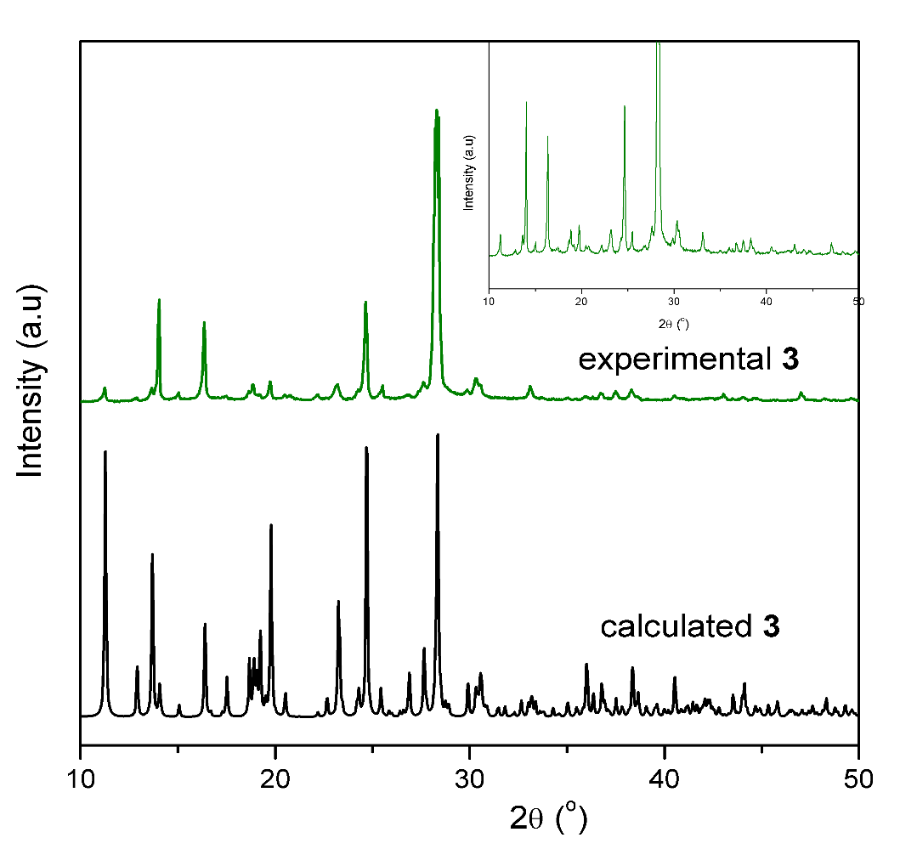 Intensity (a.u)
10 20 30 40 50
2θ (°)
experimental 3
Intensity (a.u)
calculated 3
10 20 30 40 50
2θ (°)